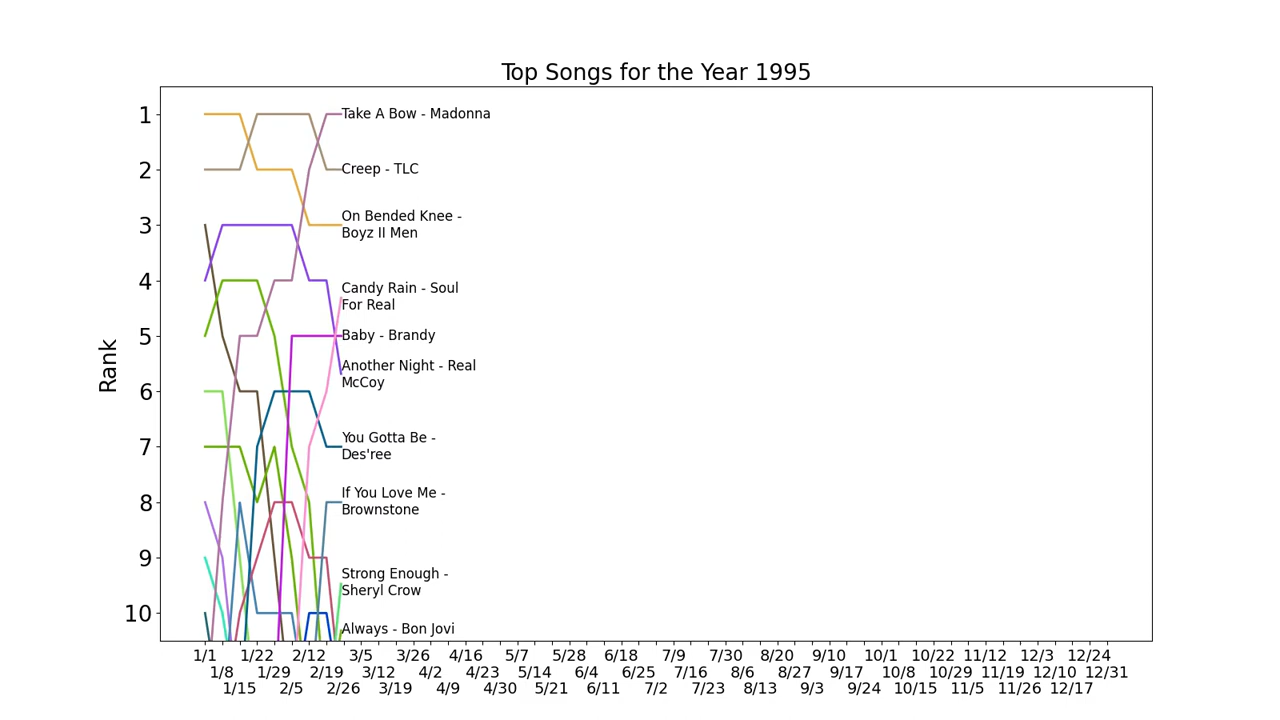 Top Songs for the Year 1995
Rank
1
2
3
4
5
6
7
8
9
10
Take A Bow - Madonna
Creep - TLC
On Bended Knee -
Boyz II Men
Candy Rain - Soul
For Real
Baby - Brandy
Another Night - Real
McCoy
You Gotta Be -
Des'ree
If You Love Me -
Brownstone
Strong Enough -
Sheryl Crow
Always - Bon Jovi
1/1 1/22 2/12 3/5 3/26 4/16 5/7 5/28 6/18 7/9 7/30 8/20 9/10 10/1 10/22 11/12 12/3 12/24
1/8 1/29 2/19 3/12 4/2 4/23 5/14 6/4 6/25 7/16 8/6 8/27 9/17 10/8 10/29 11/19 12/10 12/31
1/15 2/5 2/26 3/19 4/9 4/30 5/21 6/11 7/2 7/23 8/13 9/3 9/24 10/15 11/5 11/26 12/17